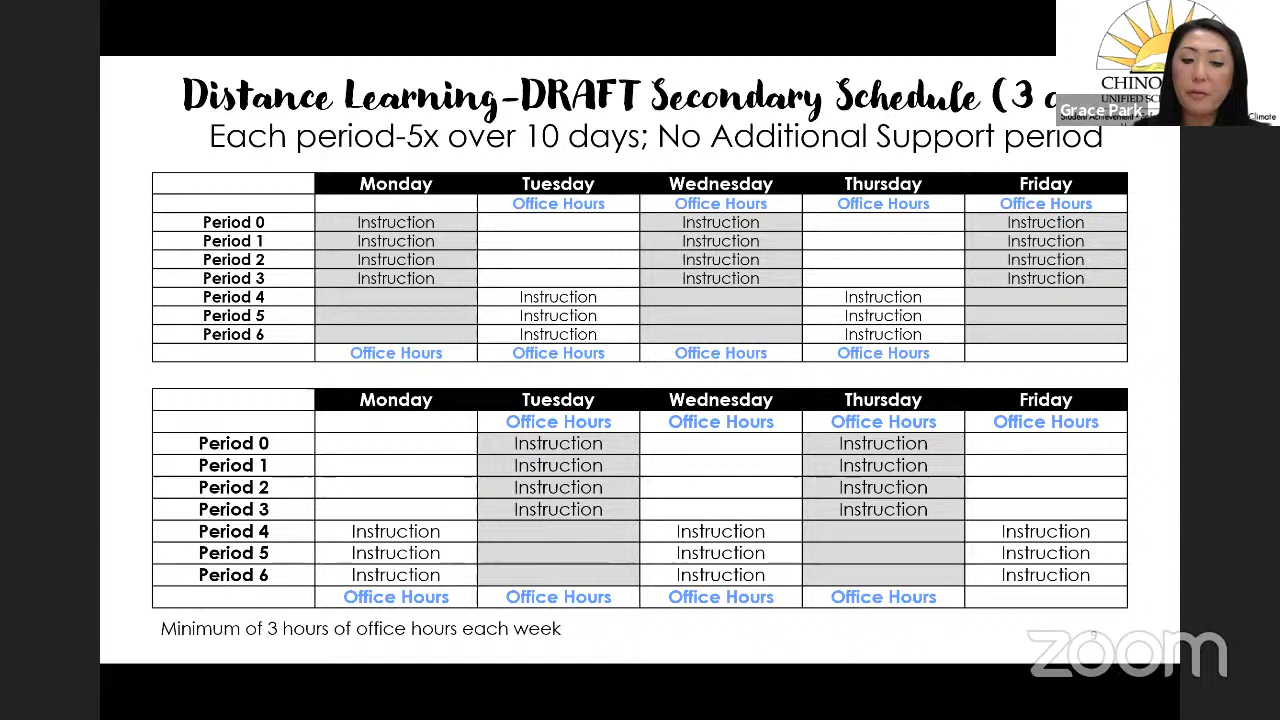 Distance Learning-DRAFT Secondary Schedule (3
Each period-5x over 10 days; No Additional Support period
CHINO
UNIFIED SC
Grace Park
Student Achievement
Climate
Monday Tuesday Wednesday Thursday Friday
Office Hours Office Hours Office Hours Office Hours
Period 0 Instruction Instruction Instruction
Period 1 Instruction Instruction Instruction
Period 2 Instruction Instruction Instruction
Period 3 Instruction Instruction Instruction
Period 4 Instruction Instruction
Period 5 Instruction Instruction
Period 6 Instruction Instruction
Office Hours Office Hours Office Hours Office Hours
Monday Tuesday Wednesday Thursday Friday
Office Hours Office Hours Office Hours Office Hours
Period 0 Instruction Instruction
Period 1 Instruction Instruction
Period 2 Instruction Instruction
Period 3 Instruction Instruction
Period 4 Instruction Instruction Instruction
Period 5 Instruction Instruction Instruction
Period 6 Instruction Instruction Instruction
Office Hours Office Hours Office Hours Office Hours
Minimum of 3 hours of office hours each week
9
zoom